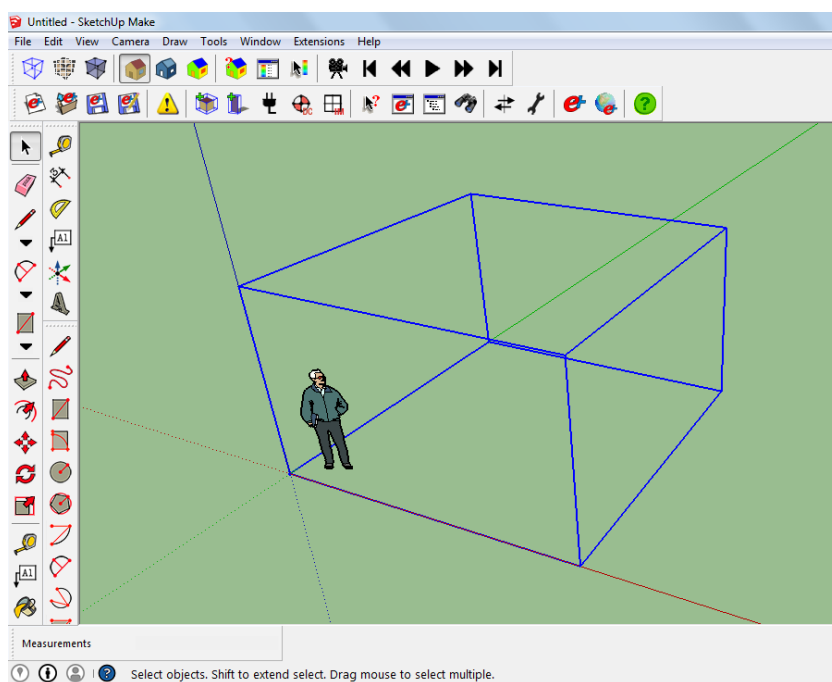 Untitled - SketchUp Make
File Edit View Camera Draw Tools Window Extensions Help
DC
A1
A1
Measurements
Select objects. Shift to extend select. Drag mouse to select multiple.